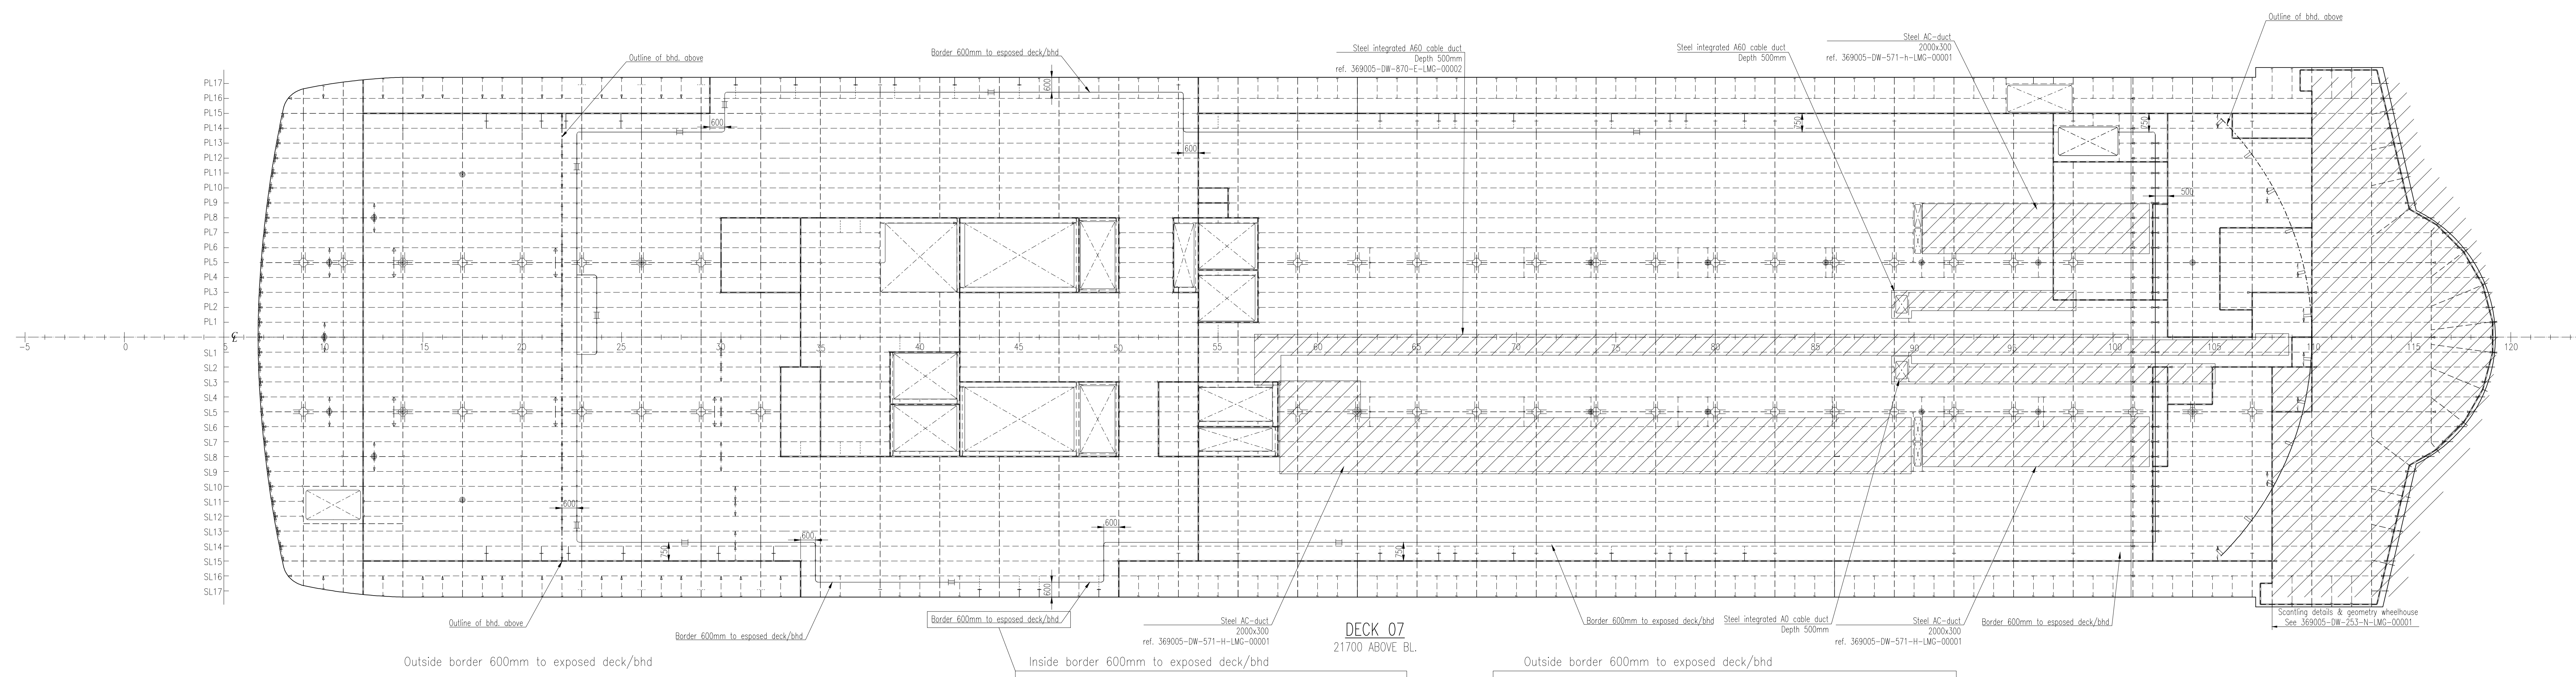 Outline of bhd. above
Steel AC-duct
2000x300
ref. 369005-DW-571-h-LMG-00001
Steel integrated A60 cable duct
Depth 500mm
ref. 369005-DW-870-E-LMG-00002
Steel integrated A60 cable duct
Depth 500mm
Border 600mm to exposed deck/bhd
Outline of bhd. above
PL17
PL16
PL15
PL14
PL13
PL12
PL11
PL10
PL9
PL8
PL7
PL6
PL5
PL4
PL3
PL2
PL1
SL1
SL2
SL3
SL4
SL5
SL6
SL7
SL8
SL9
SL10
SL11
SL12
SL13
SL14
SL15
SL16
SL17
600
600
600
750
750
500
-5
0
5
10
15
20
25
30
35
40
45
50
55
60
65
70
75
80
85
90
95
100
105
110
115
120
600
600
600
750
750
600
Outline of bhd. above
Border 600mm to exposed deck/bhd
Border 600mm to exposed deck/bhd
Steel AC-duct
2000x300
ref. 369005-DW-571-H-LMG-00001
DECK 07
21700 ABOVE BL.
Border 600mm to exposed deck/bhd
Steel integrated A0 cable duct
Depth 500mm
Steel AC-duct
2000x300
ref. 369005-DW-571-H-LMG-00001
Border 600mm to exposed deck/bhd
Scantling details & geometry wheelhouse
See 369005-DW-253-N-LMG-00001
Outside border 600mm to exposed deck/bhd
Inside border 600mm to exposed deck/bhd
Outside border 600mm to exposed deck/bhd